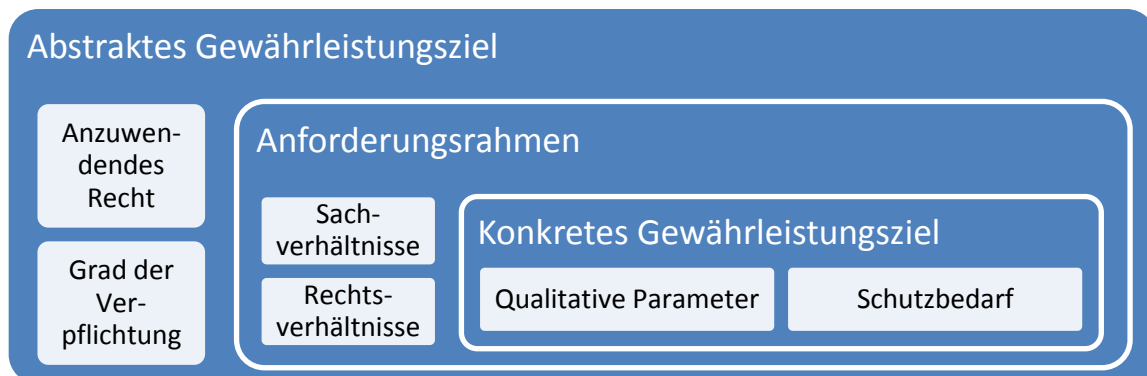 Abstraktes Gewährleistungsziel
Anzuwen-
dendes
Recht
Grad der
Ver-
pflichtung
Anforderungsrahmen
Sach-
verhältnisse
Rechts-
verhältnisse
Konkretes Gewährleistungsziel
Qualitative Parameter
Schutzbedarf